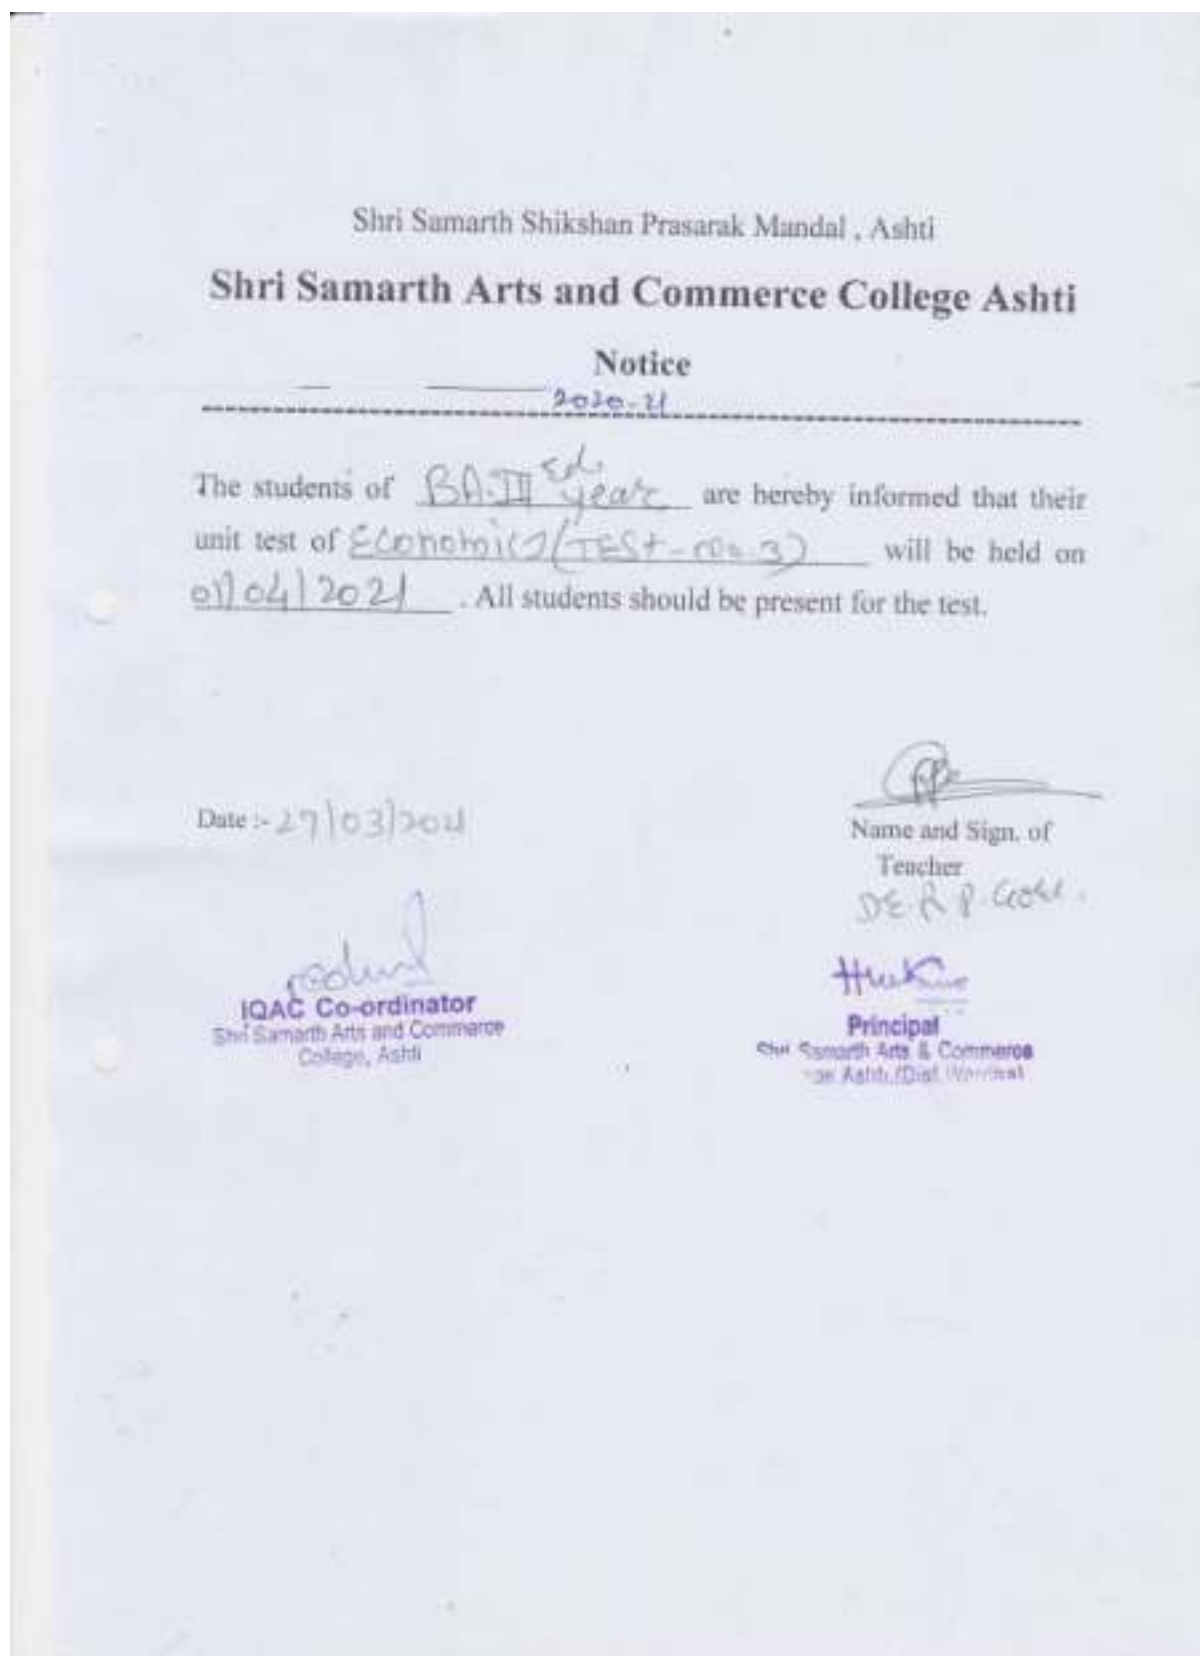 Shri Samarth Shikshan Prasarak Mandal , Ashti
Shri Samarth Arts and Commerce College Ashti
Notice
2020-21
The students of BA.III rd year are hereby informed that their
unit test of Economics (TEST-no.3) will be held on
01/04/2021 . All students should be present for the test.
Date :- 27/03/2021
Name and Sign. of
Teacher
R P.
IQAC Co-ordinator
Shri Samarth Arts and Commerce
College, Ashti
Principal
Shri Samarth Arts & Commerce
Ashti, /Dist.